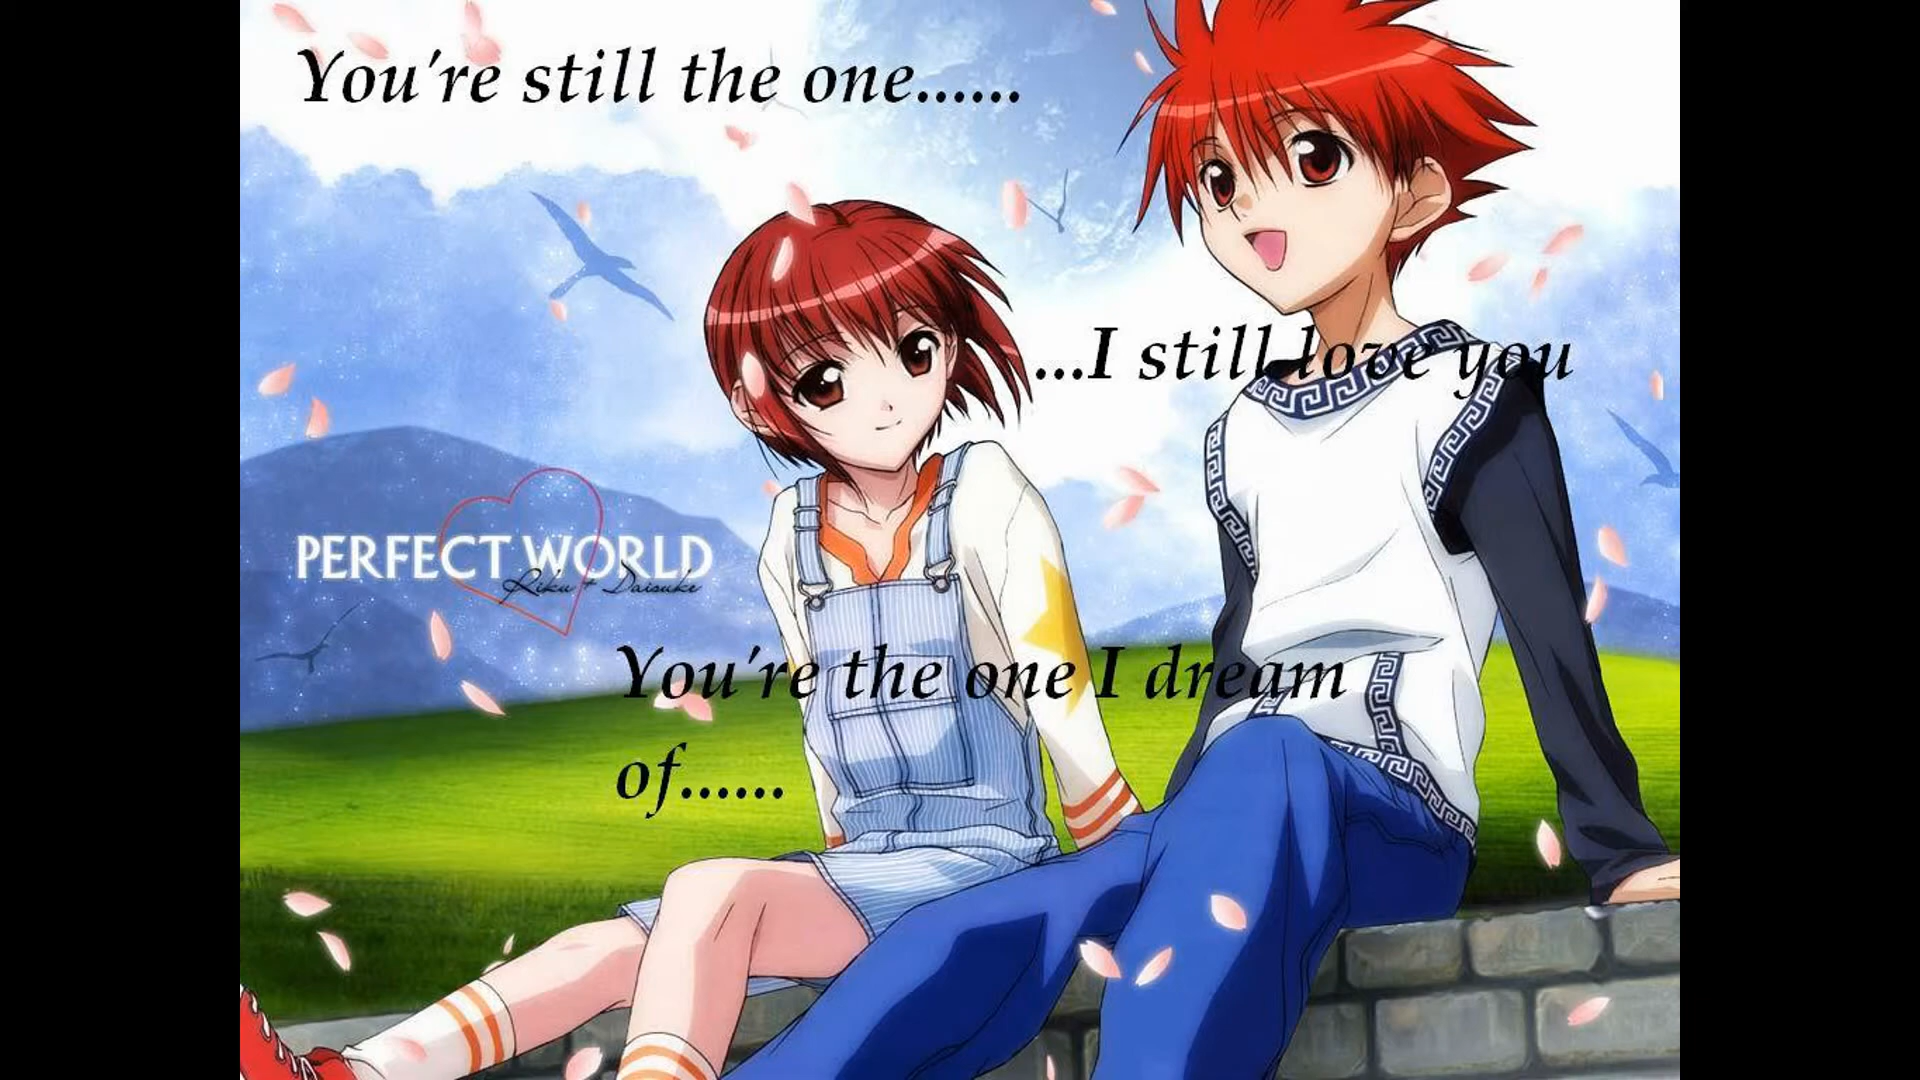 You're still the one......
...I still love you
PERFECT WORLD
Riku + Daisuke
You're the one I dream
of......